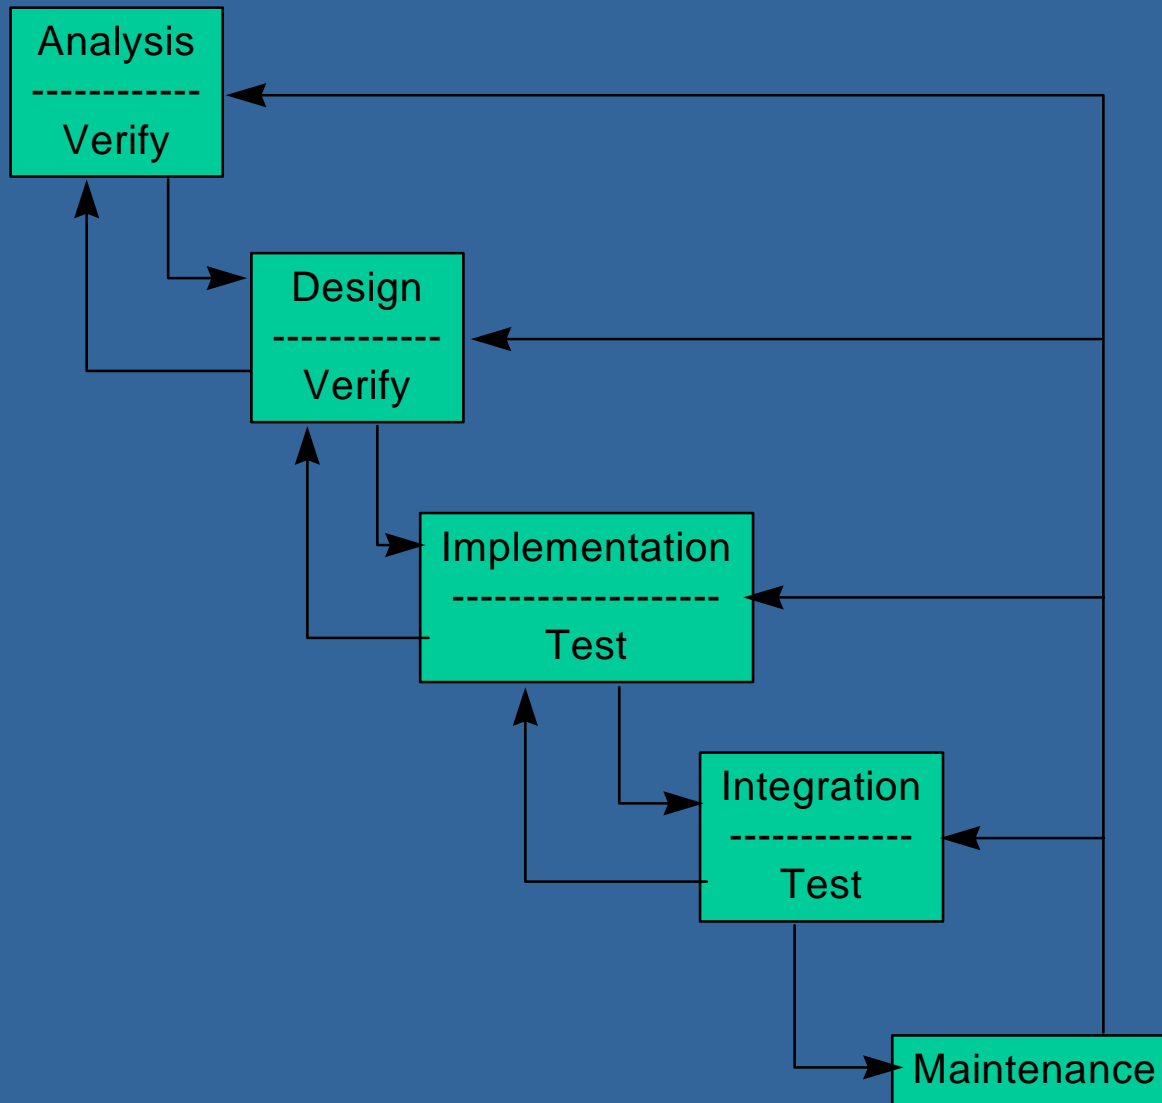 Analysis
------------
Verify
Design
------------
Verify
Implementation
-------------------
Test
Integration
-------------
Test
Maintenance